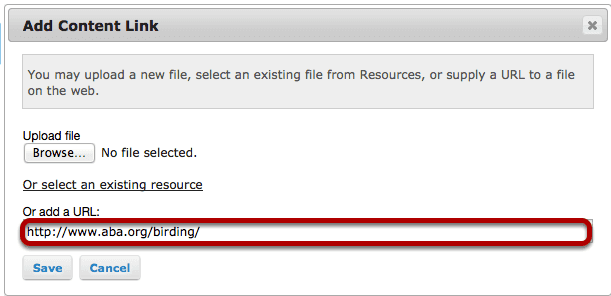 Add Content Link
You may upload a new file, select an existing file from Resources, or supply a URL to a file
on the web.
Upload file
Browse... No file selected.
Or select an existing resource
Or add a URL:
http://www.aba.org/birding/
Save Cancel